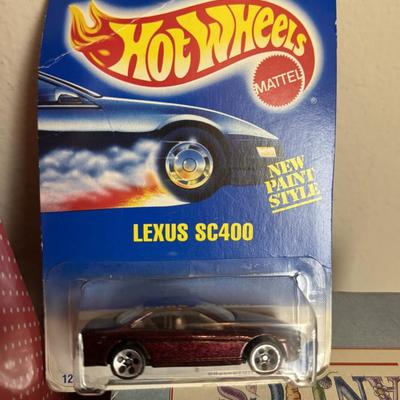 Hot Wheels
MATTEL
®
NEW
PAINT
STYLE
LEXUS SC400
12